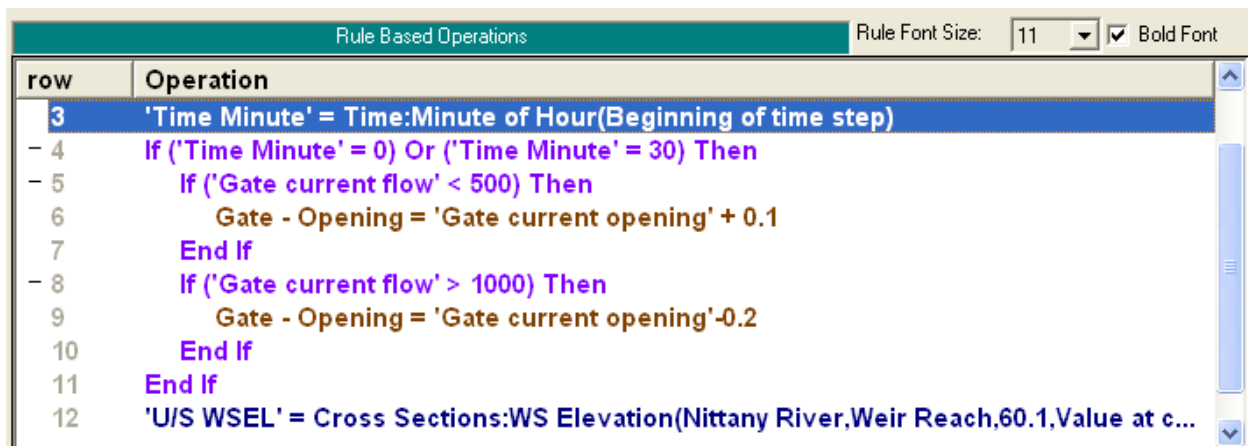 Rule Based Operations Rule Font Size: 11 Bold Font
row Operation
3 'Time Minute' = Time:Minute of Hour(Beginning of time step)
− 4 If ('Time Minute' = 0) Or ('Time Minute' = 30) Then
− 5 If ('Gate current flow' < 500) Then
6 Gate - Opening = 'Gate current opening' + 0.1
7 End If
− 8 If ('Gate current flow' > 1000) Then
9 Gate - Opening = 'Gate current opening'-0.2
10 End If
11 End If
12 'U/S WSEL' = Cross Sections:WS Elevation(Nittany River,Weir Reach,60.1,Value at c...